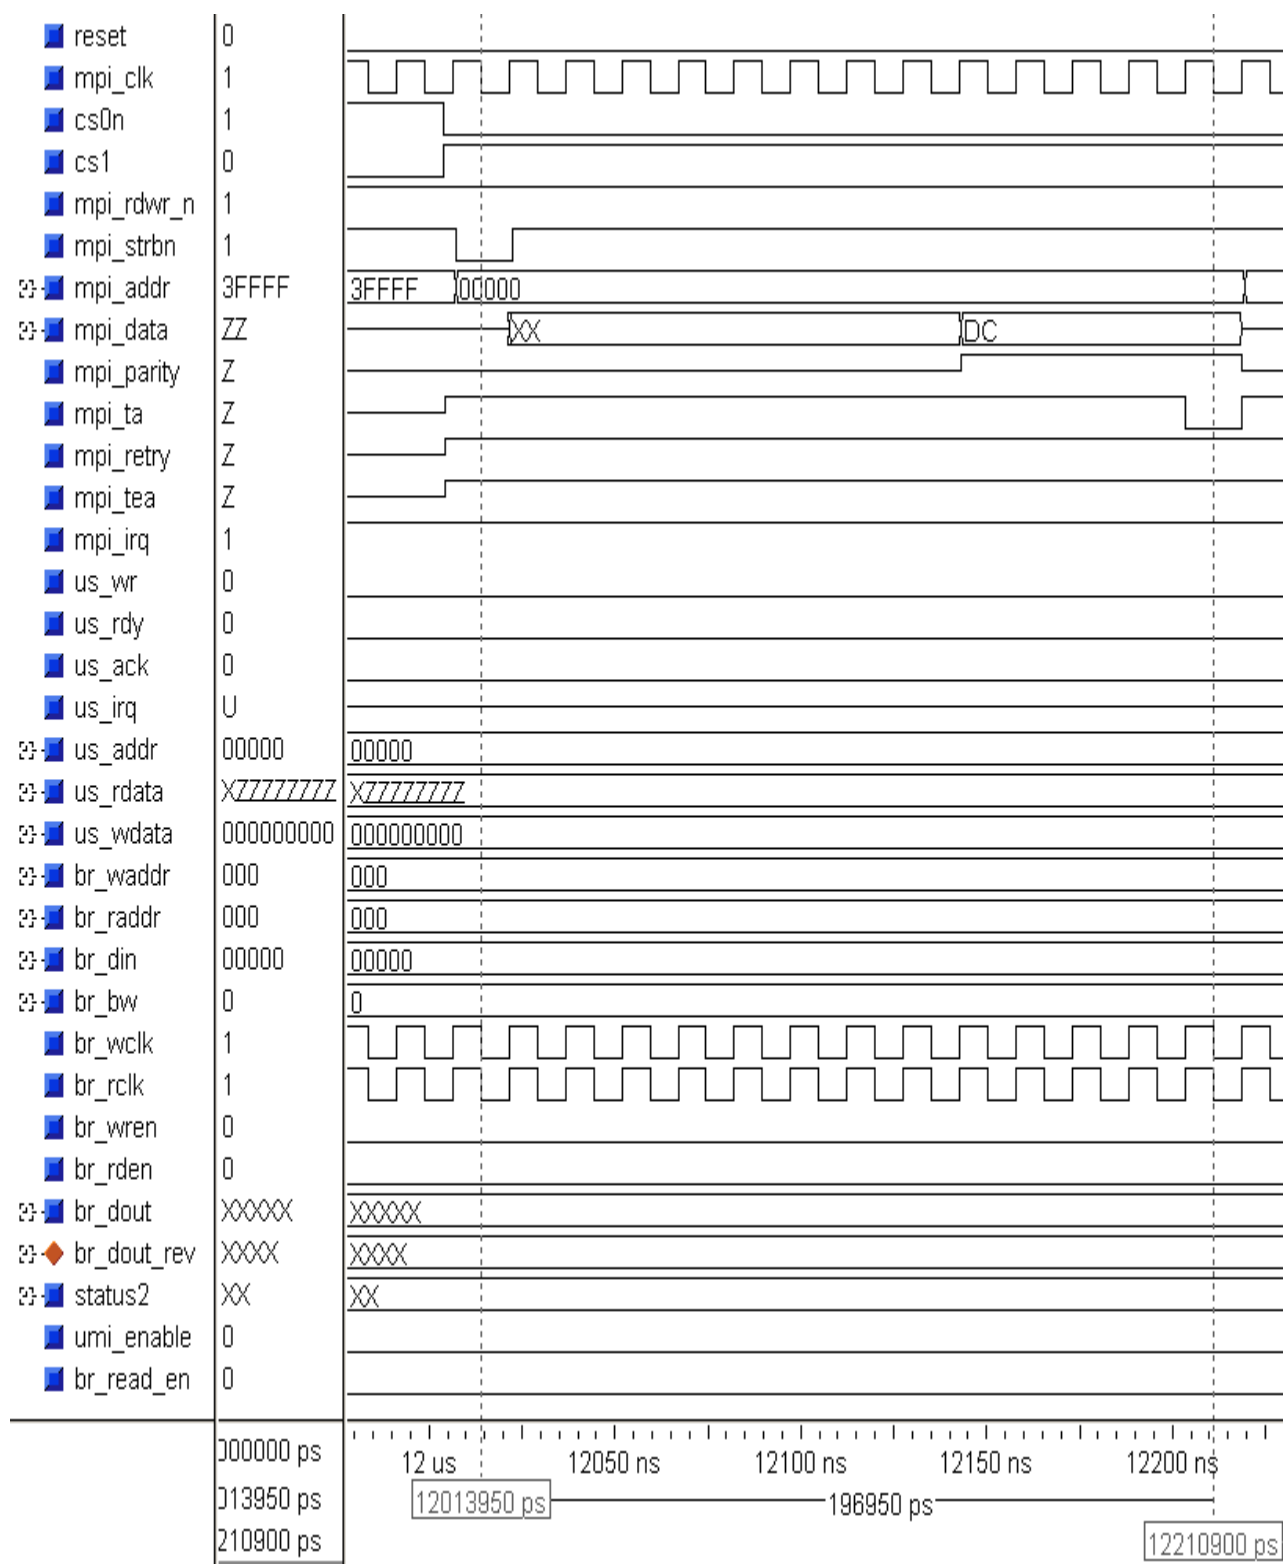 reset 0
mpi_clk 1
cs0n 1
cs1 0
mpi_rdwr_n 1
mpi_strbn 1
mpi_addr 3FFFF 3FFFF 00000
mpi_data ZZ XX DC
mpi_parity Z
mpi_ta Z
mpi_retry Z
mpi_tea Z
mpi_irq 1
us_wr 0
us_rdy 0
us_ack 0
us_irq U
us_addr 00000 00000
us_rdata XZZZZZZZZ XZZZZZZZZ
us_wdata 000000000 000000000
br_waddr 000 000
br_raddr 000 000
br_din 00000 00000
br_bw 0 0
br_wclk 1
br_rclk 1
br_wren 0
br_rden 0
br_dout XXXXX XXXXX
br_dout_rev XXXX XXXX
status2 XX XX
umi_enable 0
br_read_en 0
000000 ps 12 us 12050 ns 12100 ns 12150 ns 12200 ns
013950 ps 12013950 ps 196950 ps
210900 ps 12210900 ps